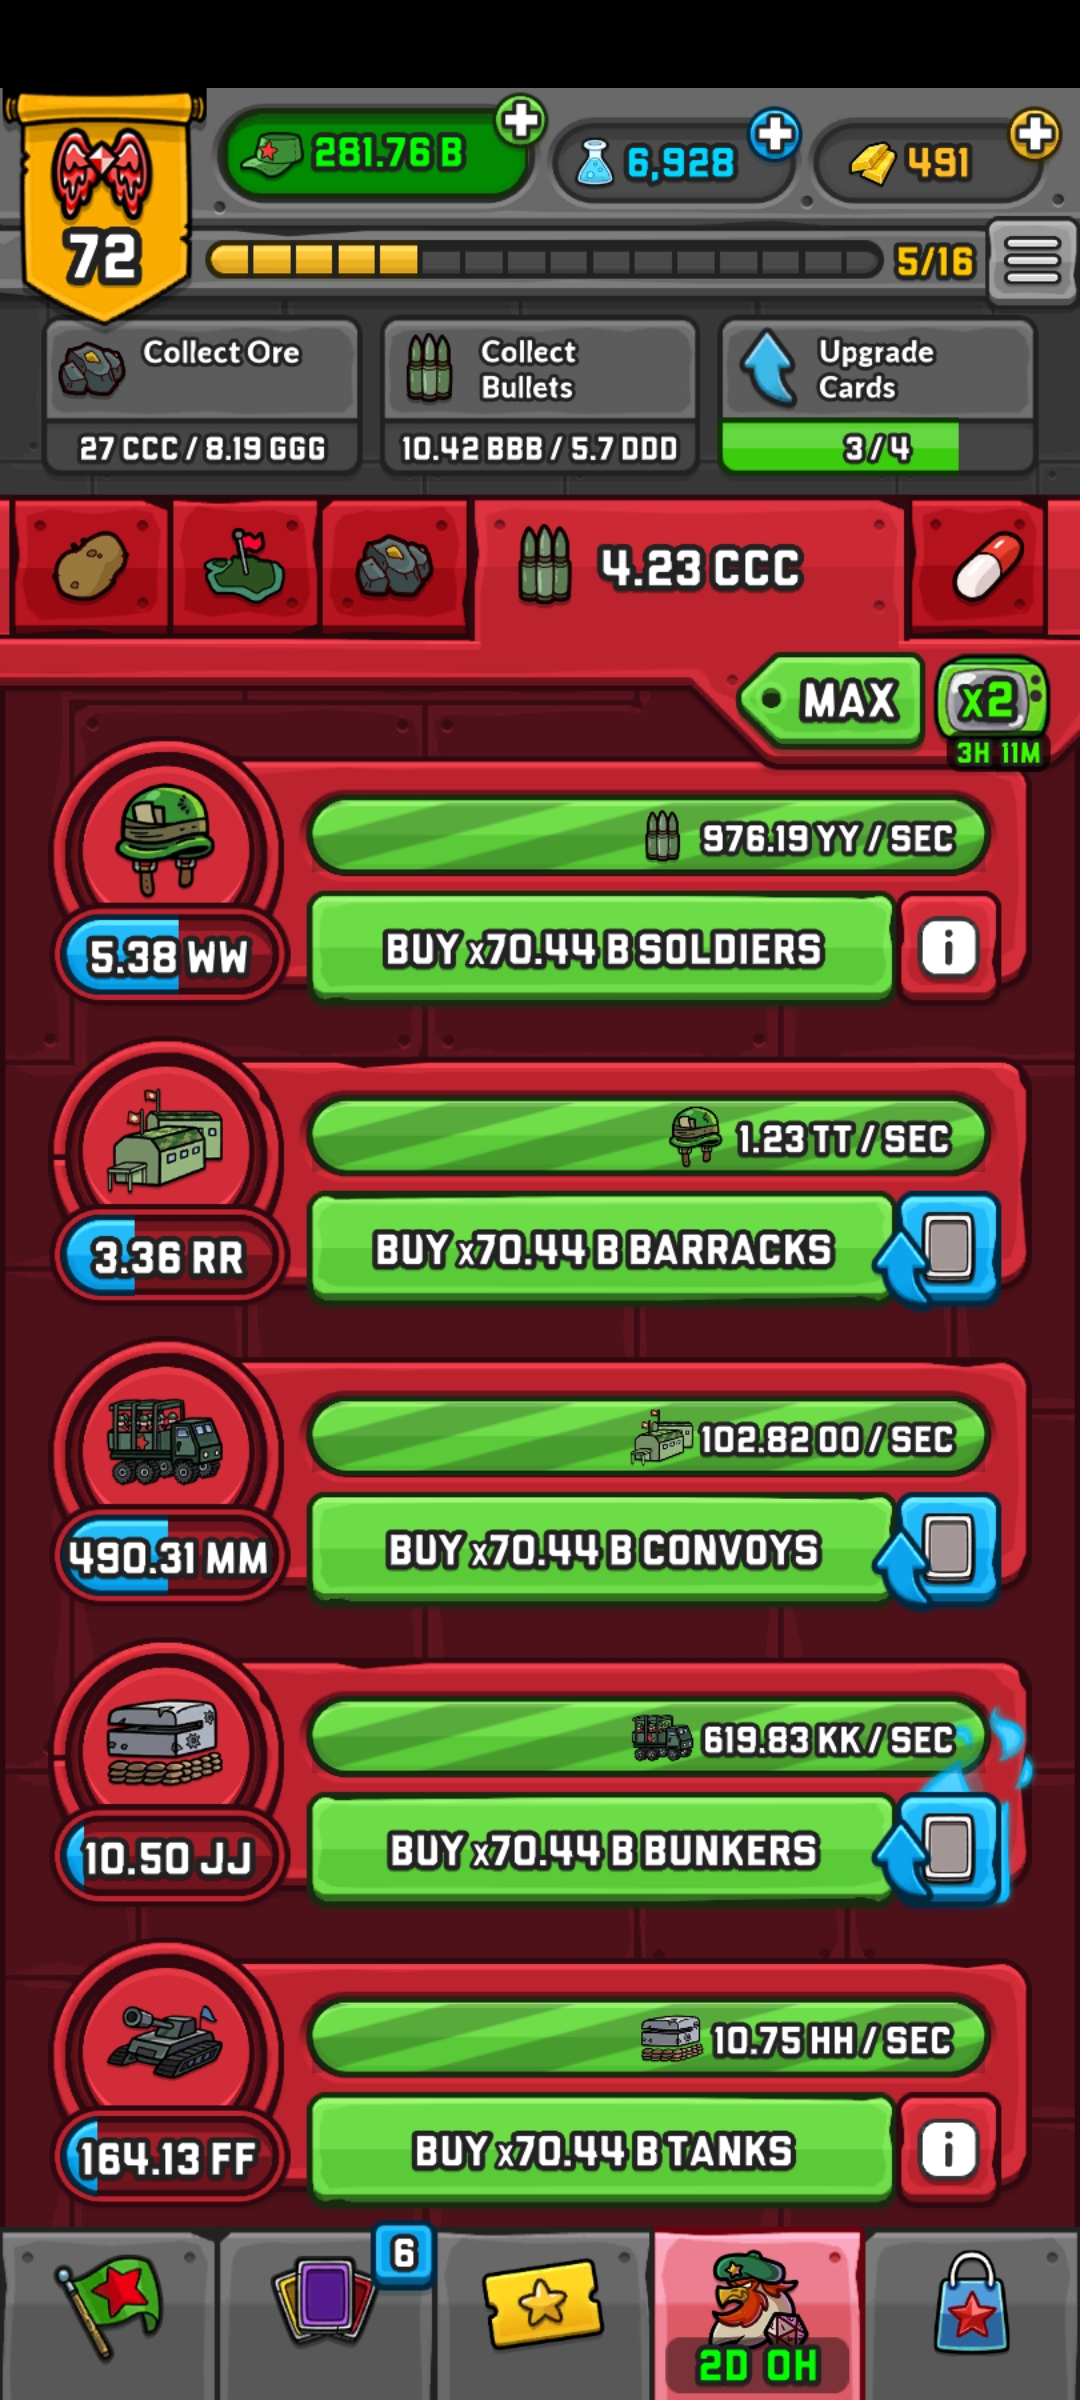 281.76 B
6,928
491
72
5/16
Collect Ore
27 CCC / 8.19 GGG
Collect
Bullets
10.42 BBB / 5.7 DDD
Upgrade
Cards
3/4
4.23 CCC
MAX
x2
3H 11M
976.19 YY / SEC
5.38 WW
BUY x70.44 B SOLDIERS
i
1.23 TT / SEC
3.36 RR
BUY x70.44 B BARRACKS
102.82 OO / SEC
490.31 MM
BUY x70.44 B CONVOYS
619.83 KK / SEC
10.50 JJ
BUY x70.44 B BUNKERS
10.75 HH / SEC
164.13 FF
BUY x70.44 B TANKS
i
6
2D 0H